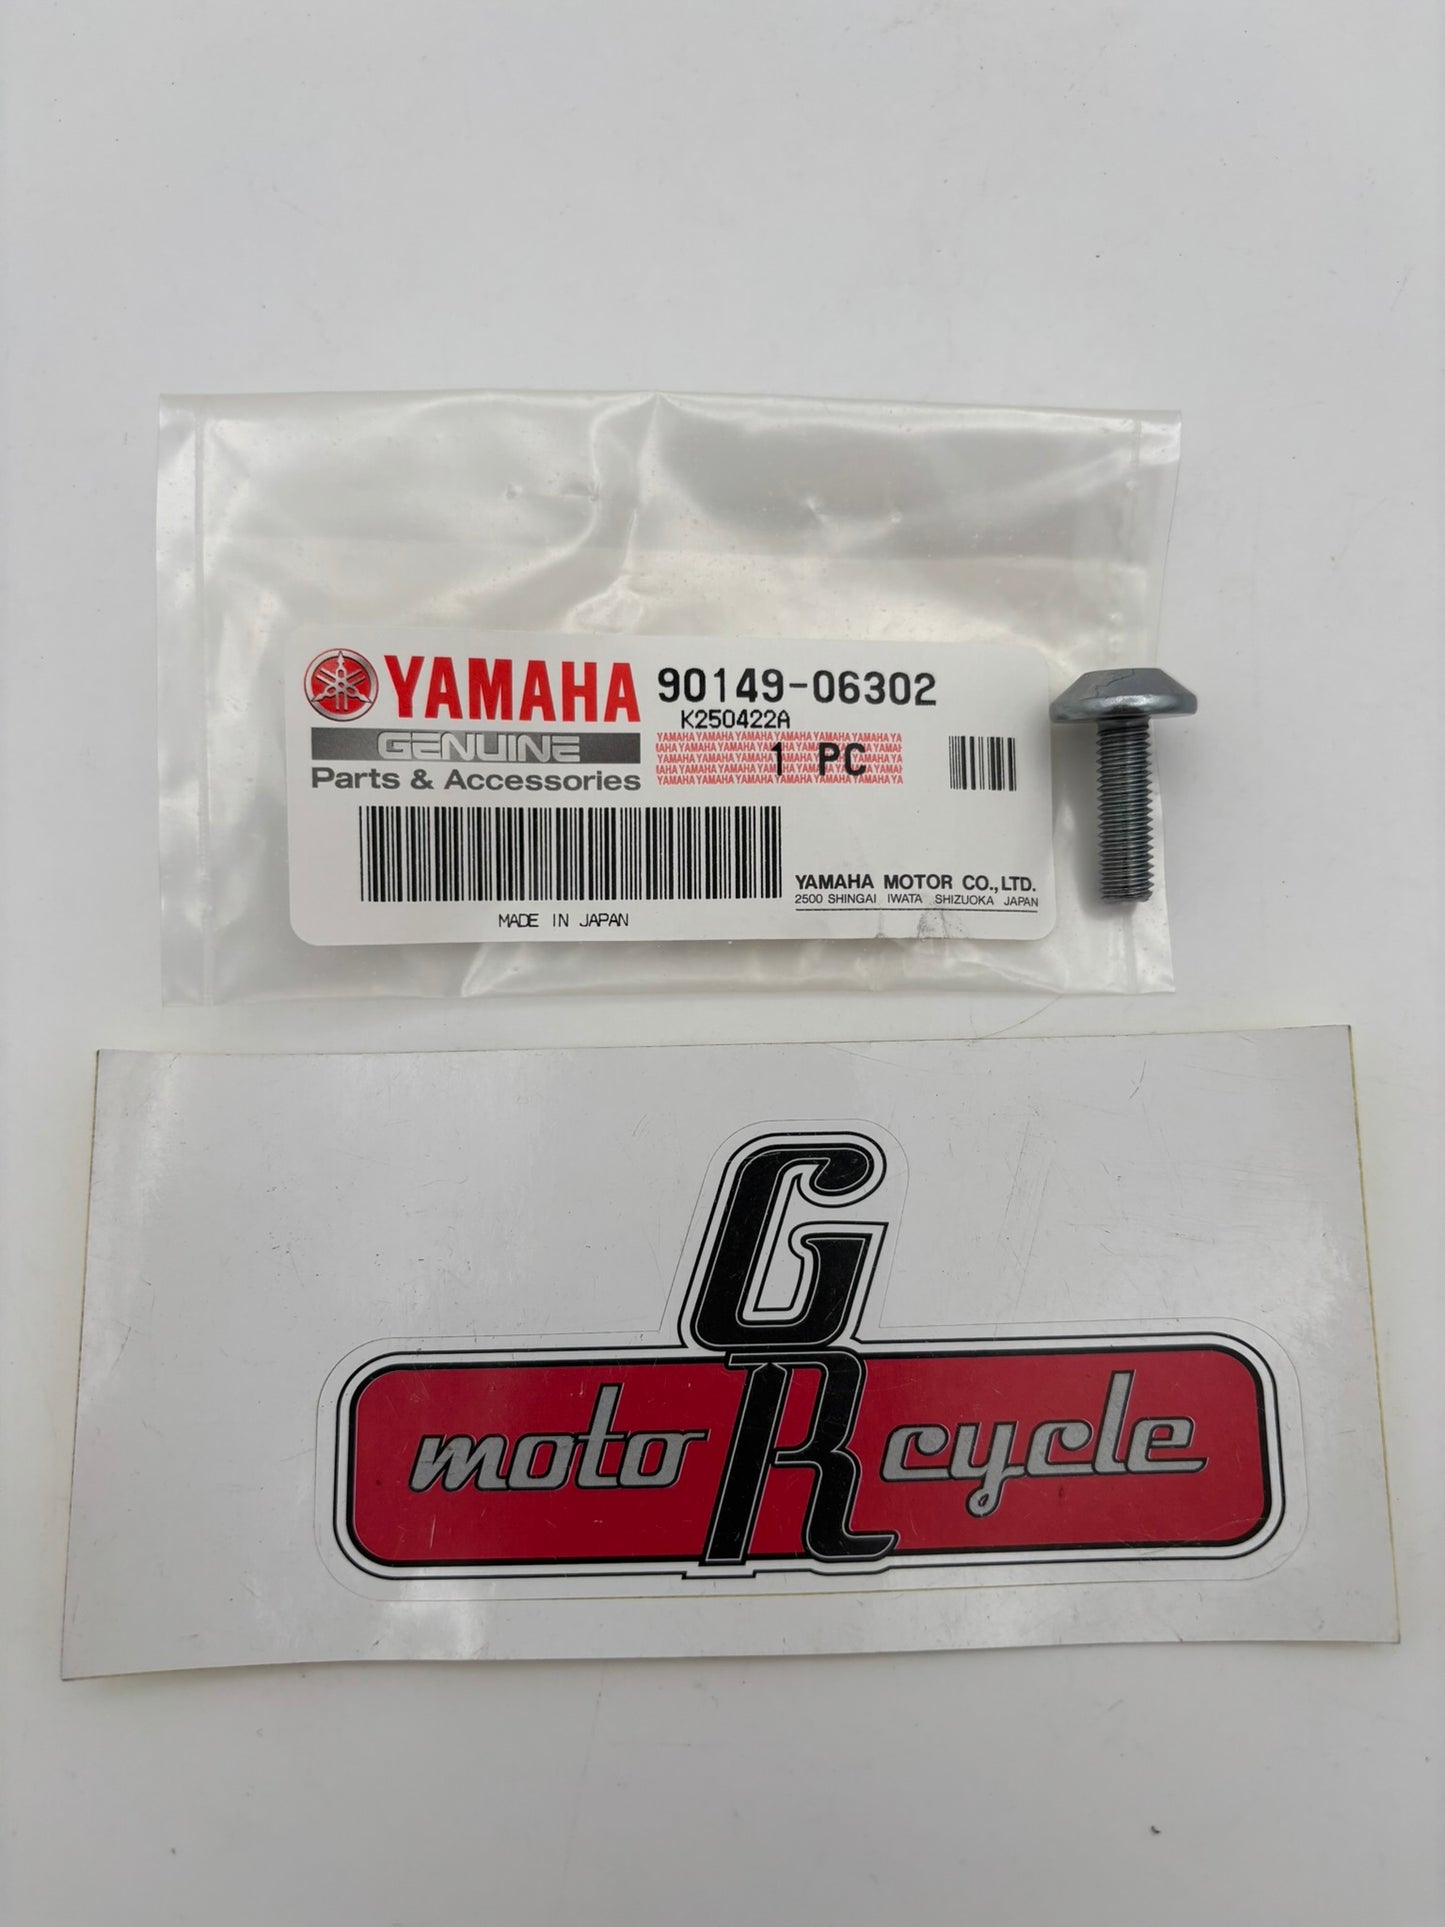 YAMAHA 90149-06302
K250422A
GENUINE
1 PC
Parts & Accessories
YAMAHA MOTOR CO.,LTD.
2500 SHINGAI IWATA SHIZUOKA JAPAN
MADE IN JAPAN
G
moto R cycle